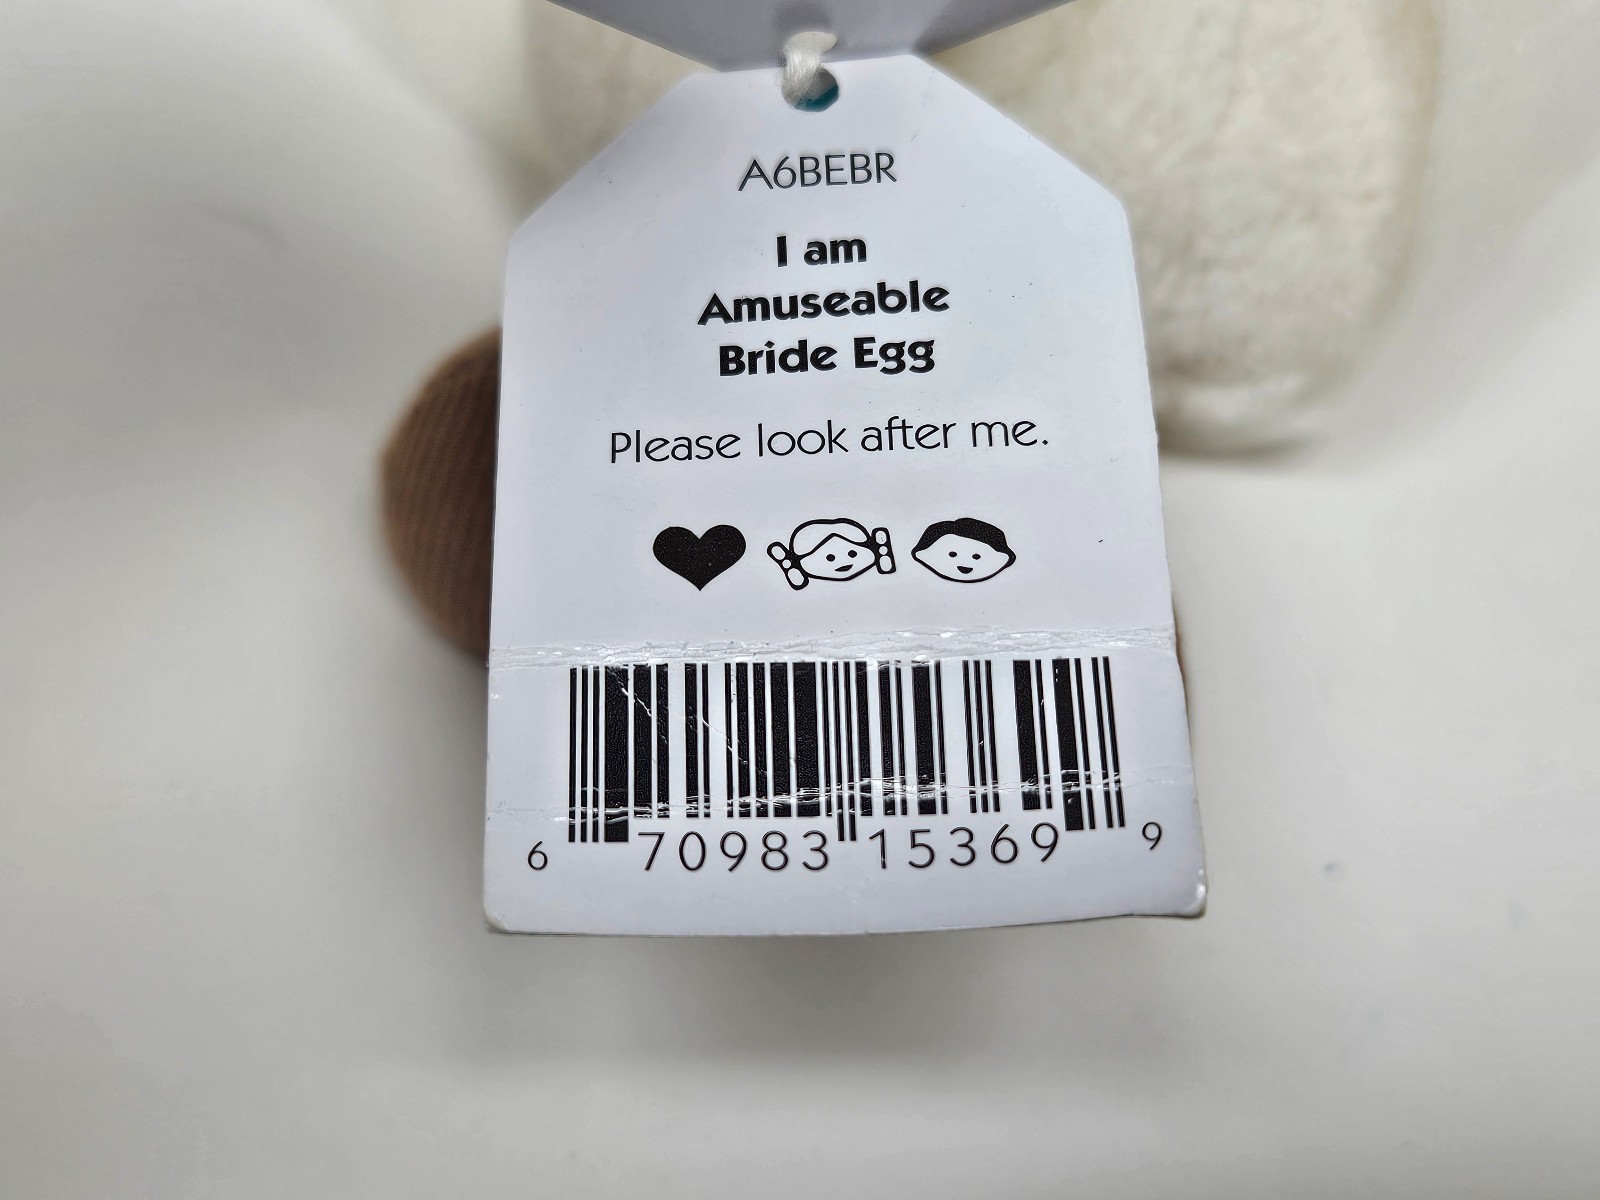 A6BEBR
I am
Amuseable
Bride Egg
Please look after me.
6 70983 15369 9